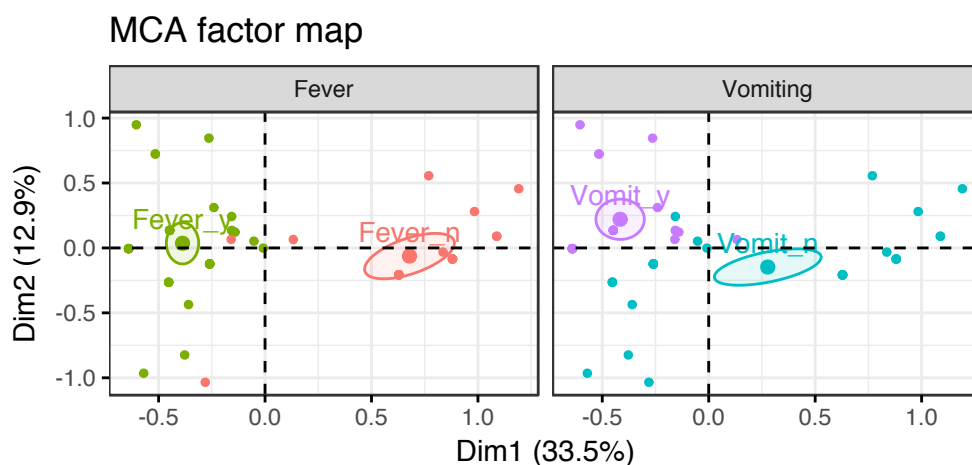 MCA factor map
Fever
Vomiting
1.0
0.5
0.0
-0.5
-1.0
Dim2 (12.9%)
Fever_y
Fever_n
Vomit_y
Vomit_n
-0.5 0.0 0.5 1.0
-0.5 0.0 0.5 1.0
Dim1 (33.5%)